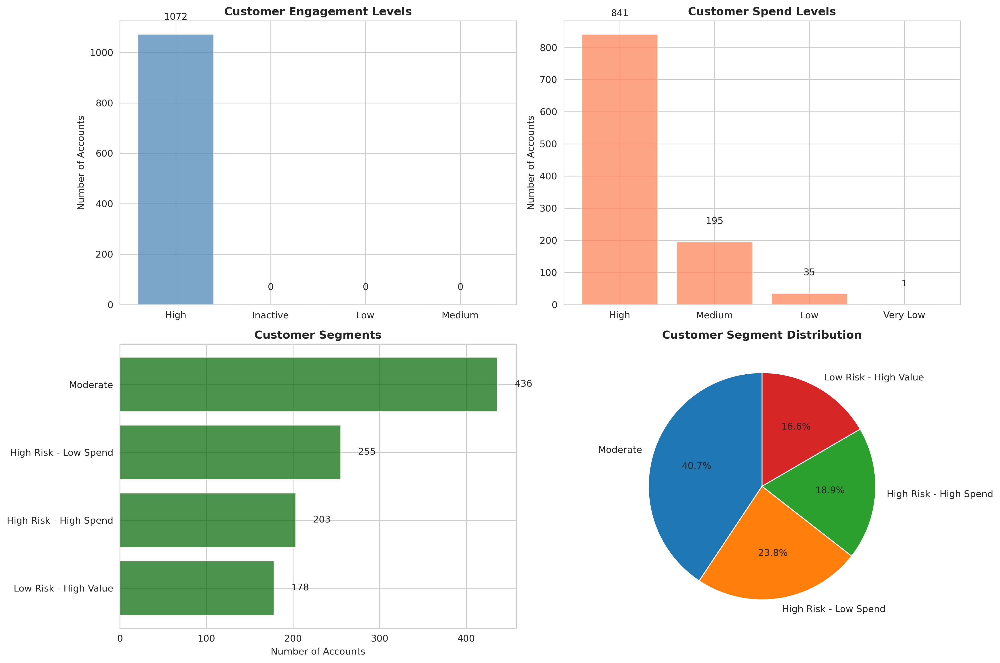 Customer Engagement Levels
1072
Number of Accounts
1000
800
600
400
200
0
0
0
0
High
Inactive
Low
Medium
Customer Spend Levels
841
Number of Accounts
800
700
600
500
400
300
200
100
0
195
35
1
High
Medium
Low
Very Low
Customer Segments
Moderate
436
High Risk - Low Spend
255
High Risk - High Spend
203
Low Risk - High Value
178
0
100
200
300
400
Number of Accounts
Customer Segment Distribution
Low Risk - High Value
16.6%
Moderate
40.7%
18.9%
High Risk - High Spend
23.8%
High Risk - Low Spend